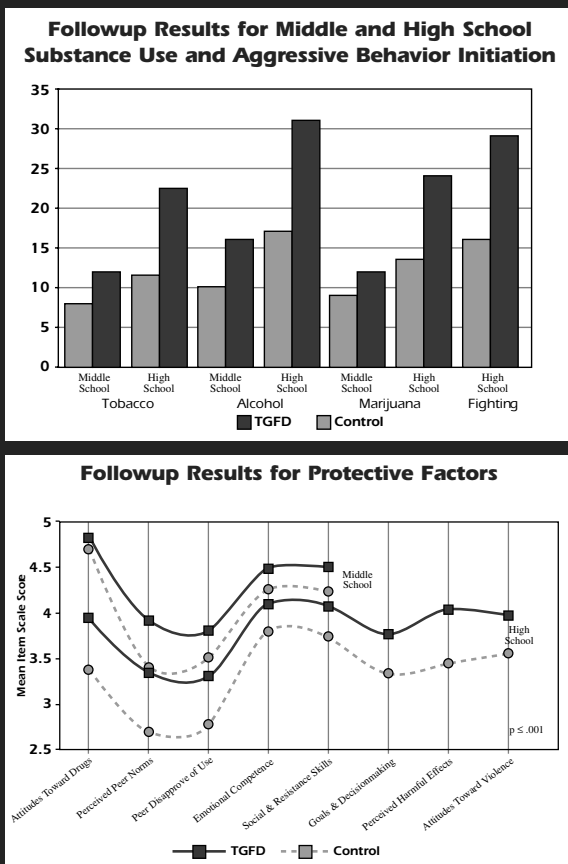 Followup Results for Middle and High School
Substance Use and Aggressive Behavior Initiation
35
30
25
20
15
10
5
0
Middle School
High School
Middle School
High School
Middle School
High School
High School
Tobacco
Alcohol
Marijuana
Fighting
TGFD
Control
Followup Results for Protective Factors
Mean Item Scale Score
5
4.5
4
3.5
3
2.5
Middle
School
High
School
p ≤ .001
Attitudes Toward Drugs
Perceived Peer Norms
Peer Disapprove of Use
Emotional Competence
Social & Resistance Skills
Goals & Decisionmaking
Perceived Harmful Effects
Attitudes Toward Violence
TGFD
Control